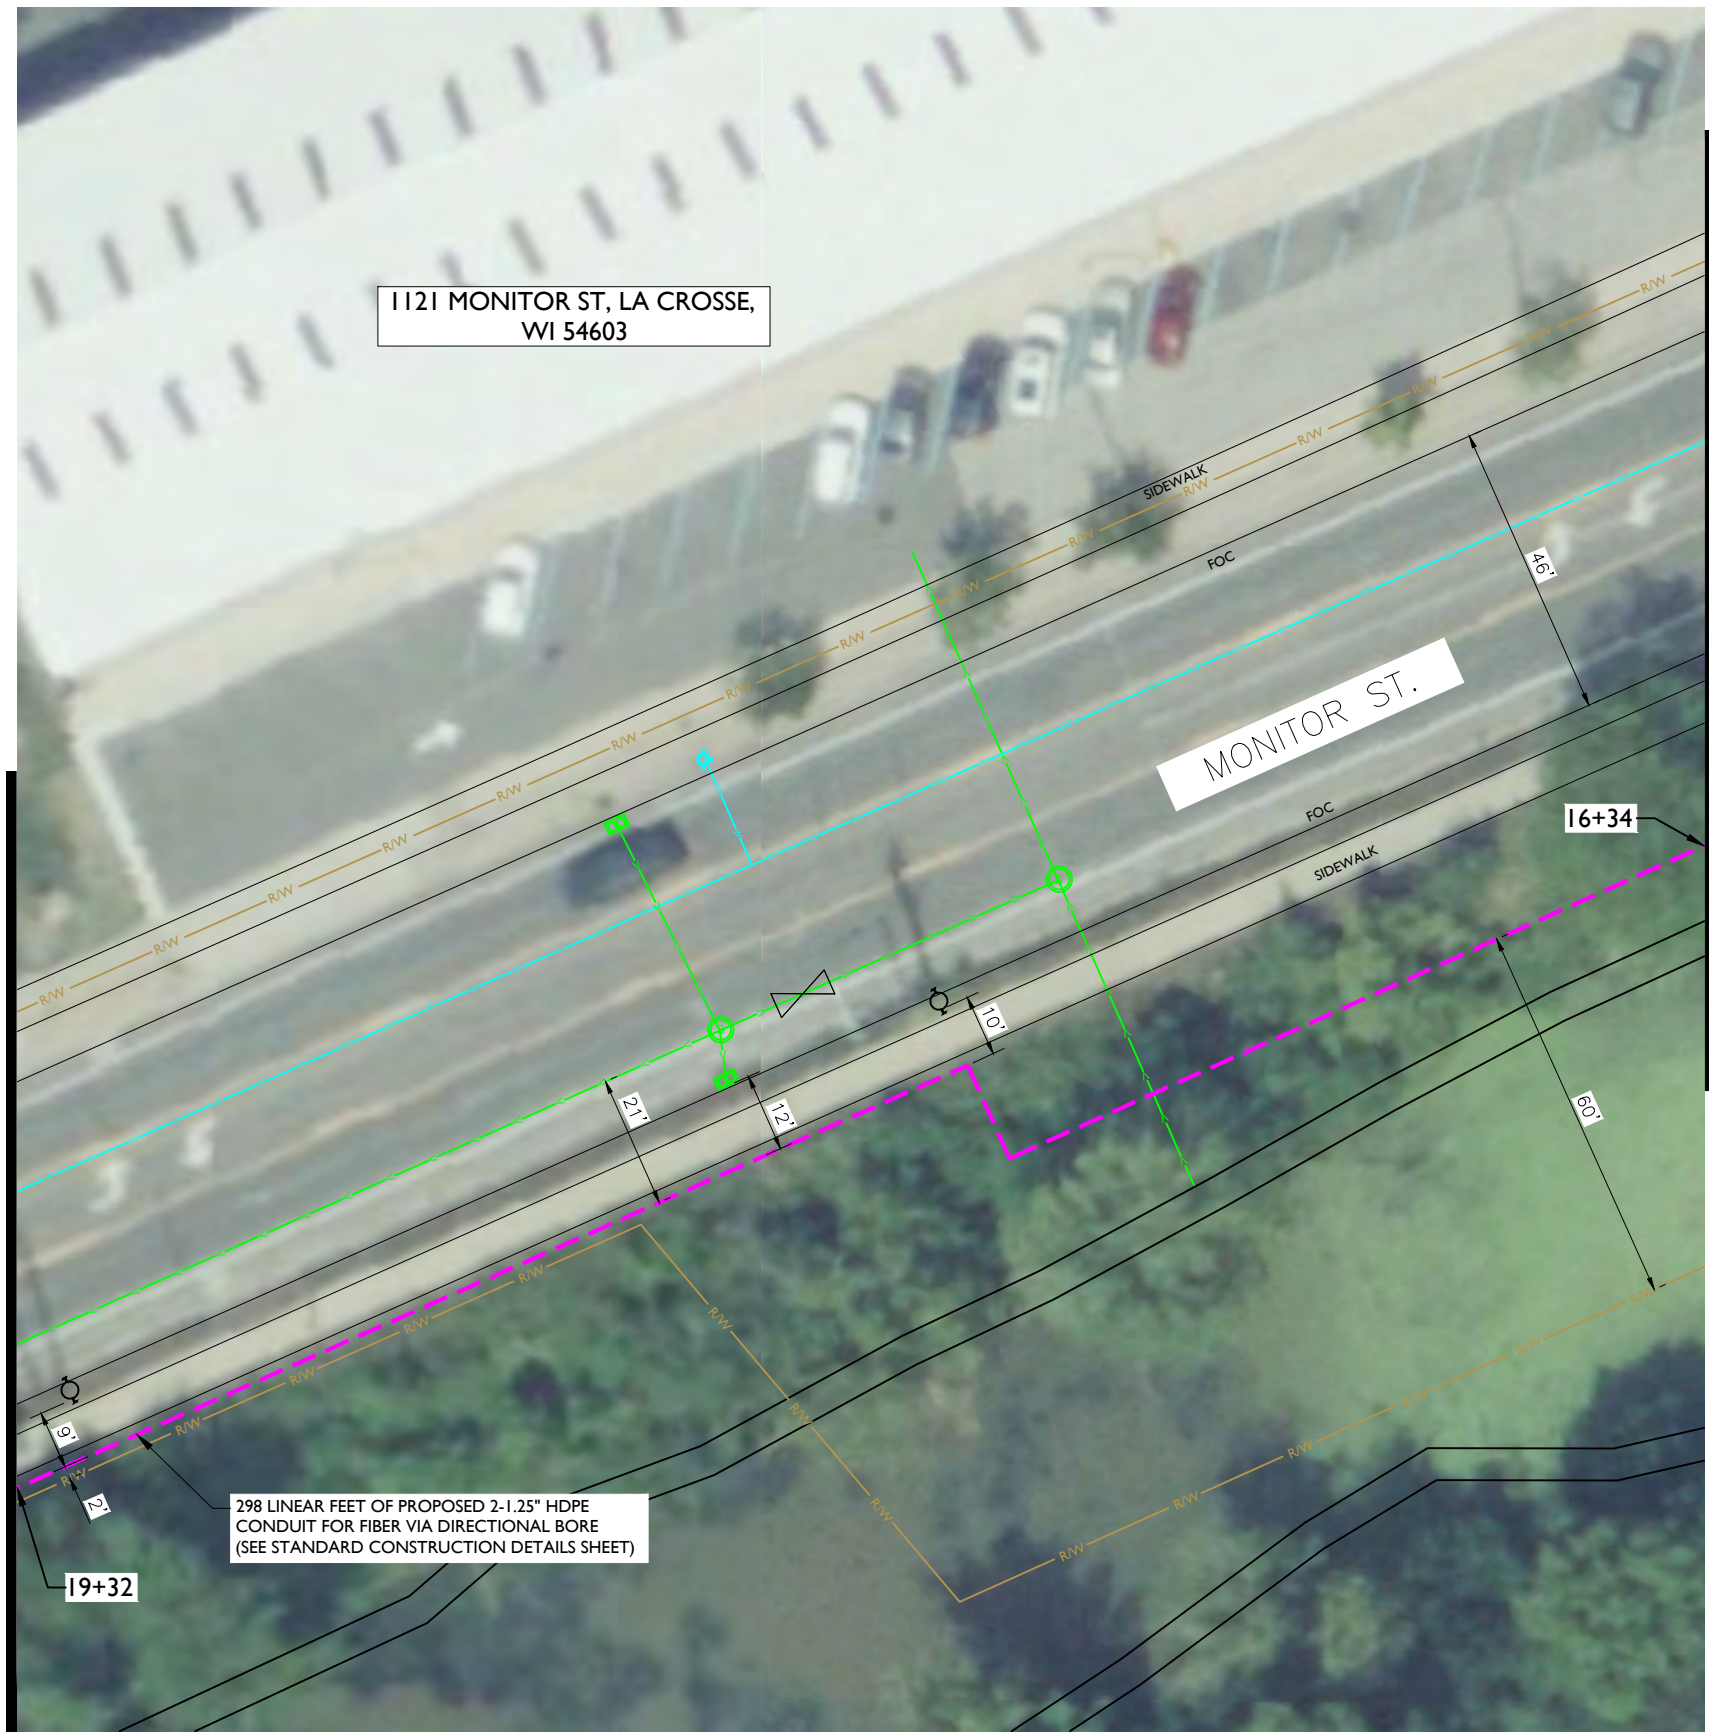 1121 MONITOR ST, LA CROSSE,
WI 54603
R/W
R/W
R/W
R/W
SIDEWALK
R/W
R/W
R/W
R/W
R/W
R/W
R/W
R/W
R/W
R/W
R/W
FOC
46'
MONITOR ST.
FOC
SIDEWALK
16+34
10'
12'
21'
60'
R/W
R/W
R/W
R/W
R/W
R/W
R/W
R/W
R/W
R/W
R/W
R/W
R/W
9'
2'
298 LINEAR FEET OF PROPOSED 2-1.25" HDPE
CONDUIT FOR FIBER VIA DIRECTIONAL BORE
(SEE STANDARD CONSTRUCTION DETAILS SHEET)
19+32